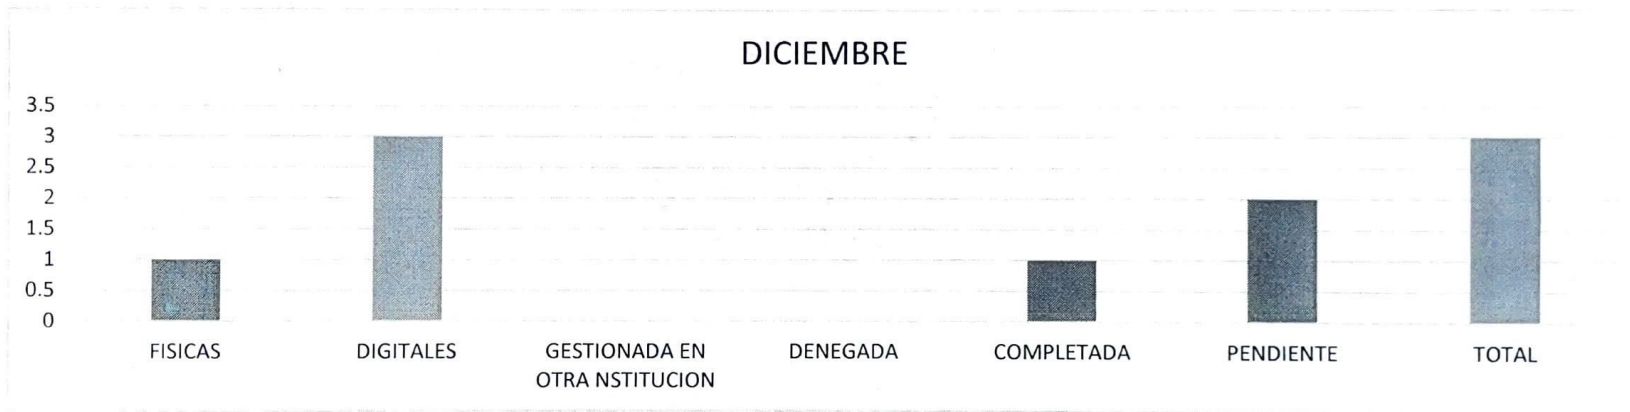 DICIEMBRE
3.5
3
2.5
2
1.5
1
0.5
0
FISICAS DIGITALES GESTIONADA EN DENEGADA COMPLETADA PENDIENTE TOTAL
OTRA NSTITUCION